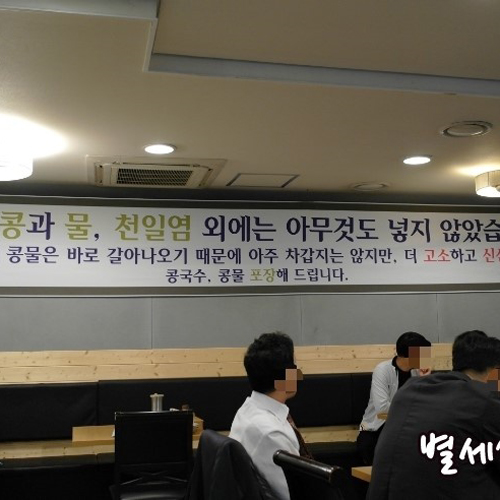 콩과 물, 천일염 외에는 아무것도 넣지 않았습
콩물은 바로 갈아나오기 때문에 아주 차갑지는 않지만, 더 고소하고
콩국수, 콩물 포장해 드립니다.